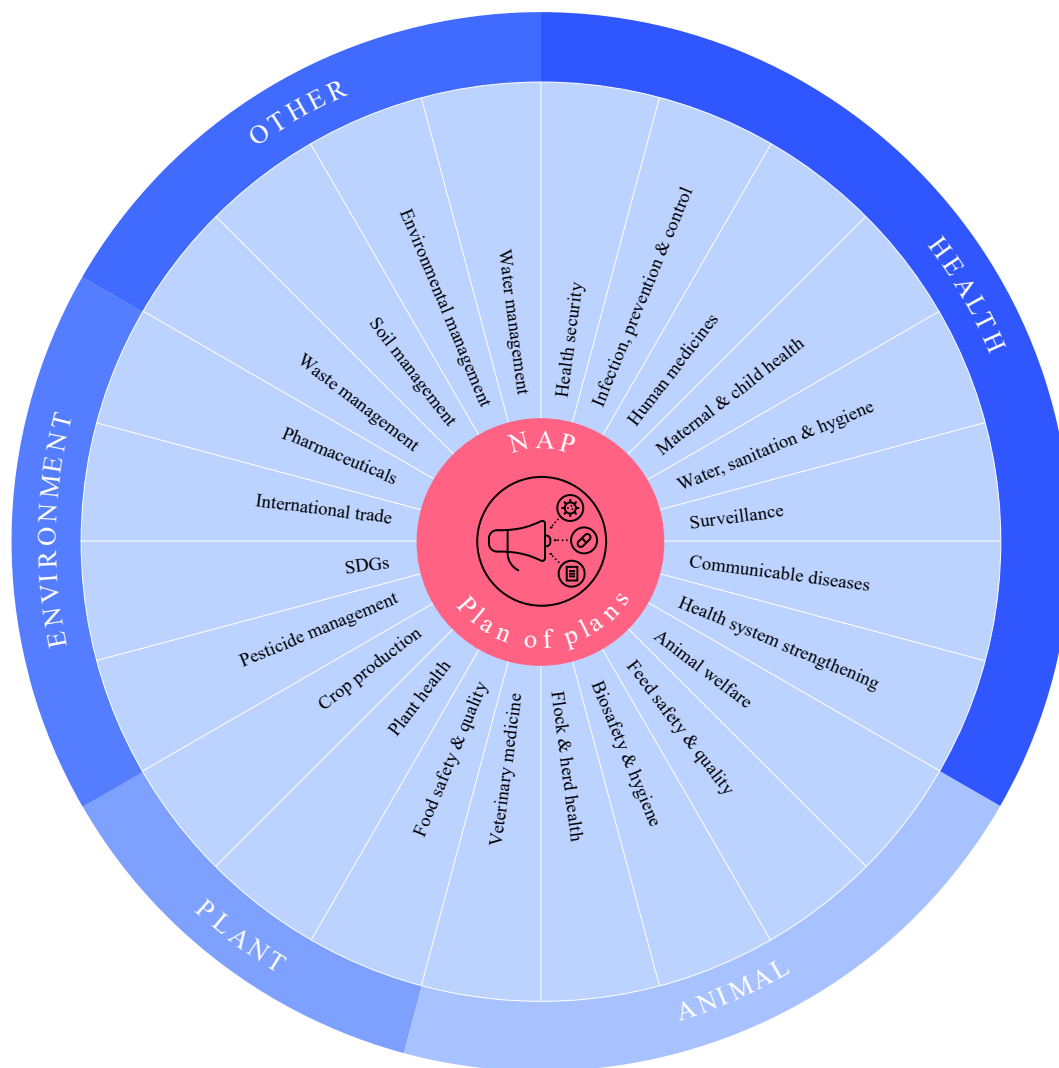 OTHER
HEALTH
ENVIRONMENT
PLANT
ANIMAL
NAP
Plan of plans
Health security
Infection, prevention & control
Human medicines
Maternal & child health
Water, sanitation & hygiene
Surveillance
Communicable diseases
Health system strengthening
Animal welfare
Feed safety & quality
Biosafety & hygiene
Flock & herd health
Veterinary medicine
Food safety & quality
Plant health
Crop production
Pesticide management
SDGs
International trade
Pharmaceuticals
Waste management
Soil management
Environmental management
Water management